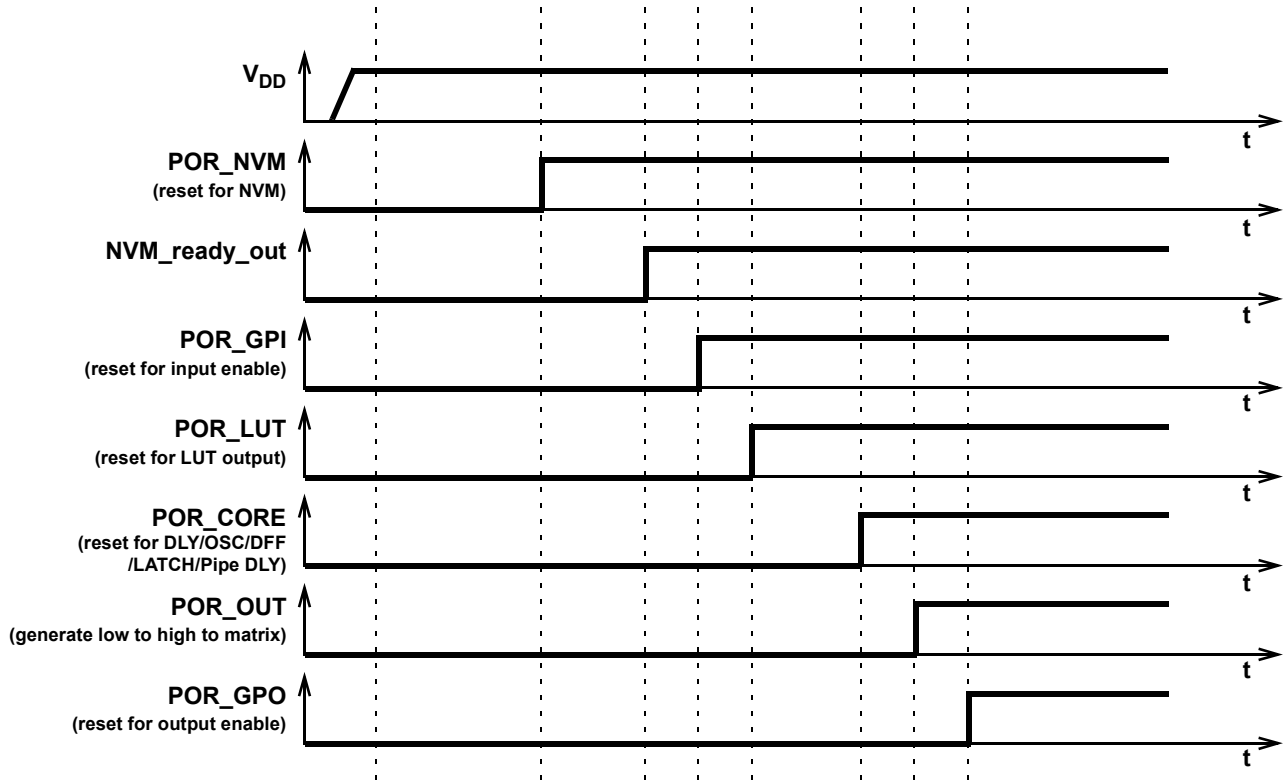 VDD
t
POR_NVM
(reset for NVM)
t
NVM_ready_out
t
POR_GPI
(reset for input enable)
t
POR_LUT
(reset for LUT output)
t
POR_CORE
(reset for DLY/OSC/DFF
/LATCH/Pipe DLY)
t
POR_OUT
(generate low to high to matrix)
t
POR_GPO
(reset for output enable)
t